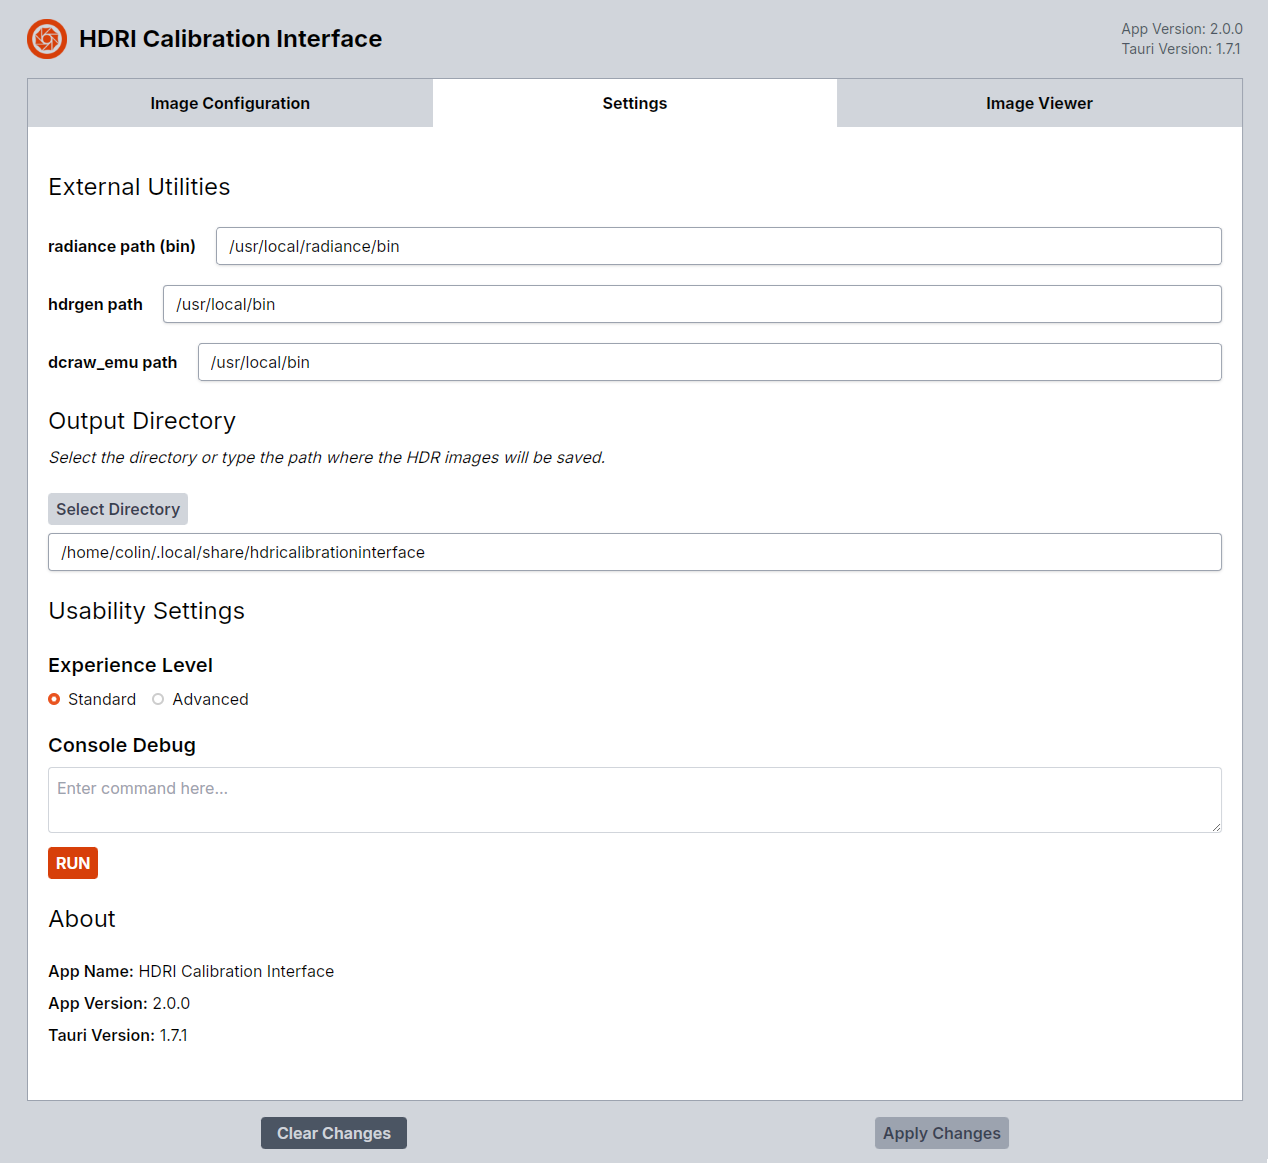 HDRI Calibration Interface
App Version: 2.0.0
Tauri Version: 1.7.1
Image Configuration
Settings
Image Viewer
External Utilities
radiance path (bin) /usr/local/radiance/bin
hdrgen path /usr/local/bin
dcraw_emu path /usr/local/bin
Output Directory
Select the directory or type the path where the HDR images will be saved.
Select Directory
/home/colin/.local/share/hdricalibrationinterface
Usability Settings
Experience Level
Standard Advanced
Console Debug
Enter command here...
RUN
About
App Name: HDRI Calibration Interface
App Version: 2.0.0
Tauri Version: 1.7.1
Clear Changes
Apply Changes